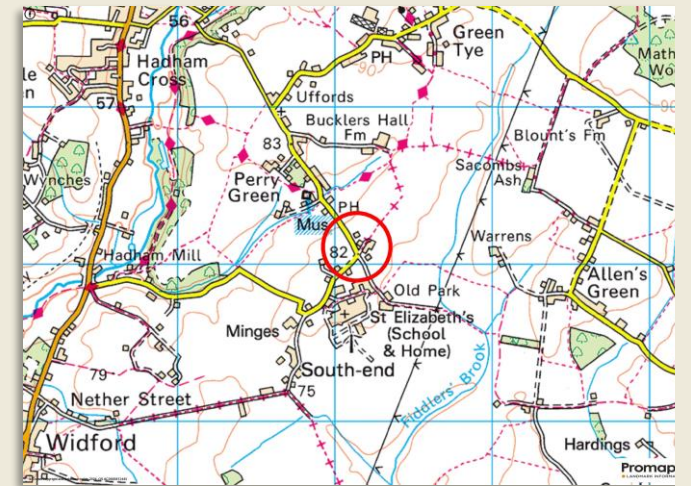 56
Hadham
Cross
Green
Tye
PH
90
Math
Wo
le
n
Uffords
57
Bucklers Hall
Fm
Blount's Fm
83
Wynches
Perry
Green
Sacombs
Ash
PH
Mus
Warrens
82
Hadham Mill
Allen's
Green
Old Park
St Elizabeth's
(School
& Home)
Minges
South-end
Fiddlers' Brook
79
75
Nether Street
Widford
Hardings
Promap